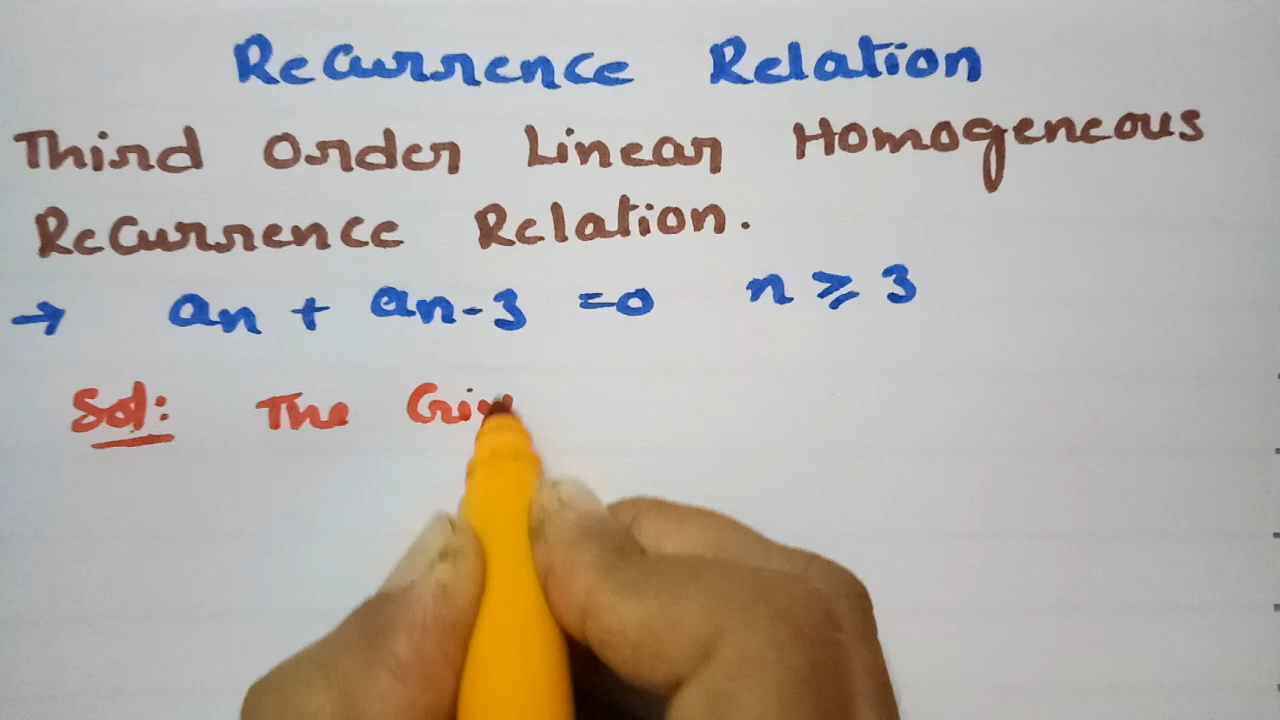 Recurrence Relation
Third Order Linear Homogeneous
Recurrence Relation.
→ an + an-3 =0 n ≥ 3
Sol: The